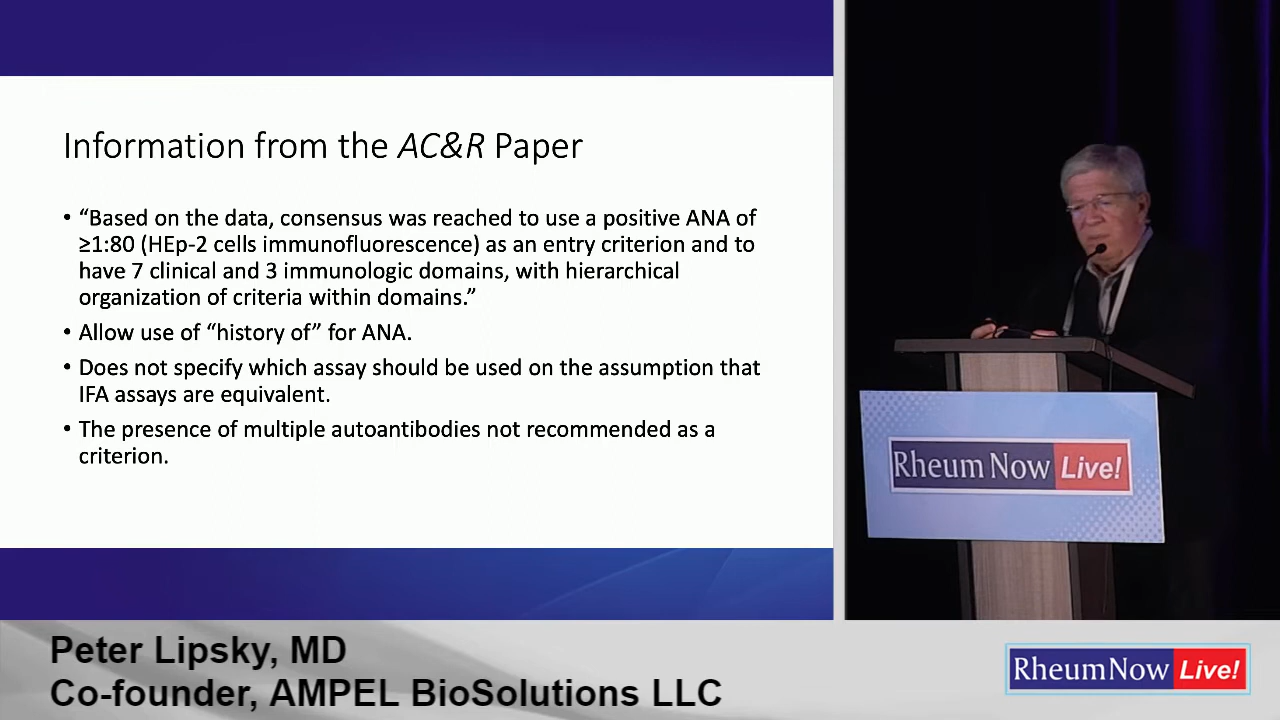 Information from the AC&R Paper
• “Based on the data, consensus was reached to use a positive ANA of
≥1:80 (HEp-2 cells immunofluorescence) as an entry criterion and to
have 7 clinical and 3 immunologic domains, with hierarchical
organization of criteria within domains.”
• Allow use of “history of” for ANA.
• Does not specify which assay should be used on the assumption that
IFA assays are equivalent.
• The presence of multiple autoantibodies not recommended as a
criterion.
Rheum Now Live!
Peter Lipsky, MD
Co-founder, AMPEL BioSolutions LLC
RheumNow Live!